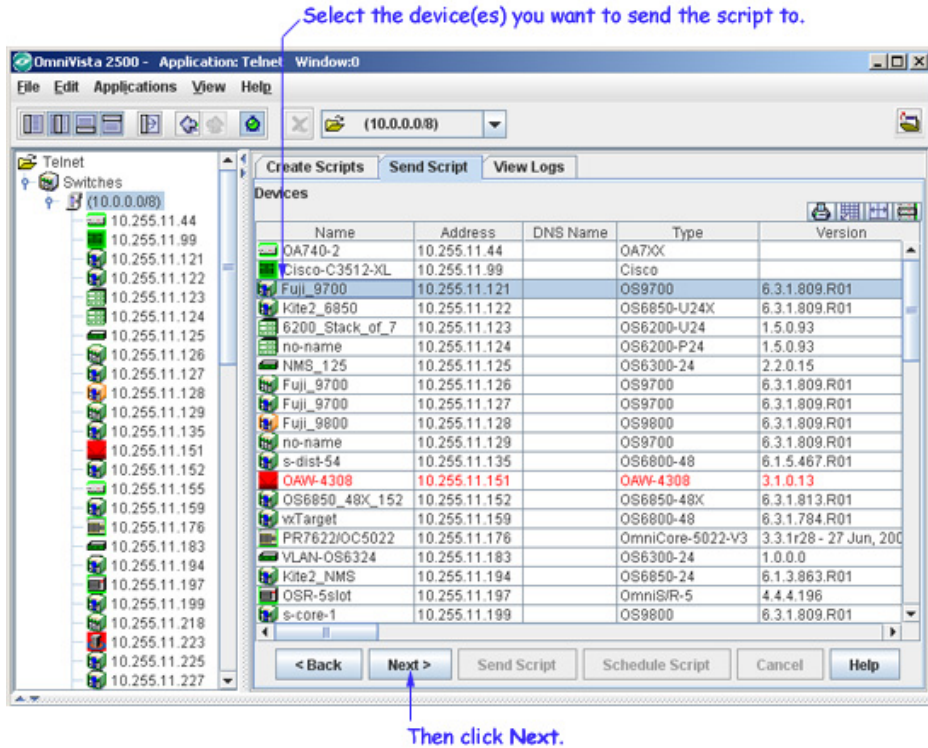 Select the device(es) you want to send the script to.
OmniVista 2500 - Application: Telnet Window:0
File Edit Applications View Help
(10.0.0.0/8)
Telnet
Switches
(10.0.0.0/8)
10.255.11.44
10.255.11.99
10.255.11.121
10.255.11.122
10.255.11.123
10.255.11.124
10.255.11.125
10.255.11.126
10.255.11.127
10.255.11.128
10.255.11.129
10.255.11.135
10.255.11.151
10.255.11.152
10.255.11.155
10.255.11.159
10.255.11.176
10.255.11.183
10.255.11.194
10.255.11.197
10.255.11.199
10.255.11.218
10.255.11.223
10.255.11.225
10.255.11.227
Create Scripts Send Script View Logs
Devices
Name Address DNS Name Type Version
OA740-2 10.255.11.44 OA7XX
Cisco-C3512-XL 10.255.11.99 Cisco
Fuji_9700 10.255.11.121 OS9700 6.3.1.809.R01
Kite2_6850 10.255.11.122 OS6850-U24X 6.3.1.809.R01
6200_Stack_of_7 10.255.11.123 OS6200-U24 1.5.0.93
no-name 10.255.11.124 OS6200-P24 1.5.0.93
NMS_125 10.255.11.125 OS6300-24 2.2.0.15
Fuji_9700 10.255.11.126 OS9700 6.3.1.809.R01
Fuji_9700 10.255.11.127 OS9700 6.3.1.809.R01
Fuji_9800 10.255.11.128 OS9800 6.3.1.809.R01
no-name 10.255.11.129 OS9700 6.3.1.809.R01
s-dist-54 10.255.11.135 OS6800-48 6.1.5.467.R01
OAW-4308 10.255.11.151 OAW-4308 3.1.0.13
OS6850_48X_152 10.255.11.152 OS6850-48X 6.3.1.813.R01
vxTarget 10.255.11.159 OS6800-48 6.3.1.784.R01
PR7622/OC5022 10.255.11.176 OmniCore-5022-V3 3.3.1r28 - 27 Jun, 200
VLAN-OS6324 10.255.11.183 OS6300-24 1.0.0.0
Kite2_NMS 10.255.11.194 OS6850-24 6.1.3.863.R01
OSR-5slot 10.255.11.197 OmniS/R-5 4.4.4.196
s-core-1 10.255.11.199 OS9800 6.3.1.809.R01
< Back Next > Send Script Schedule Script Cancel Help
Then click Next.